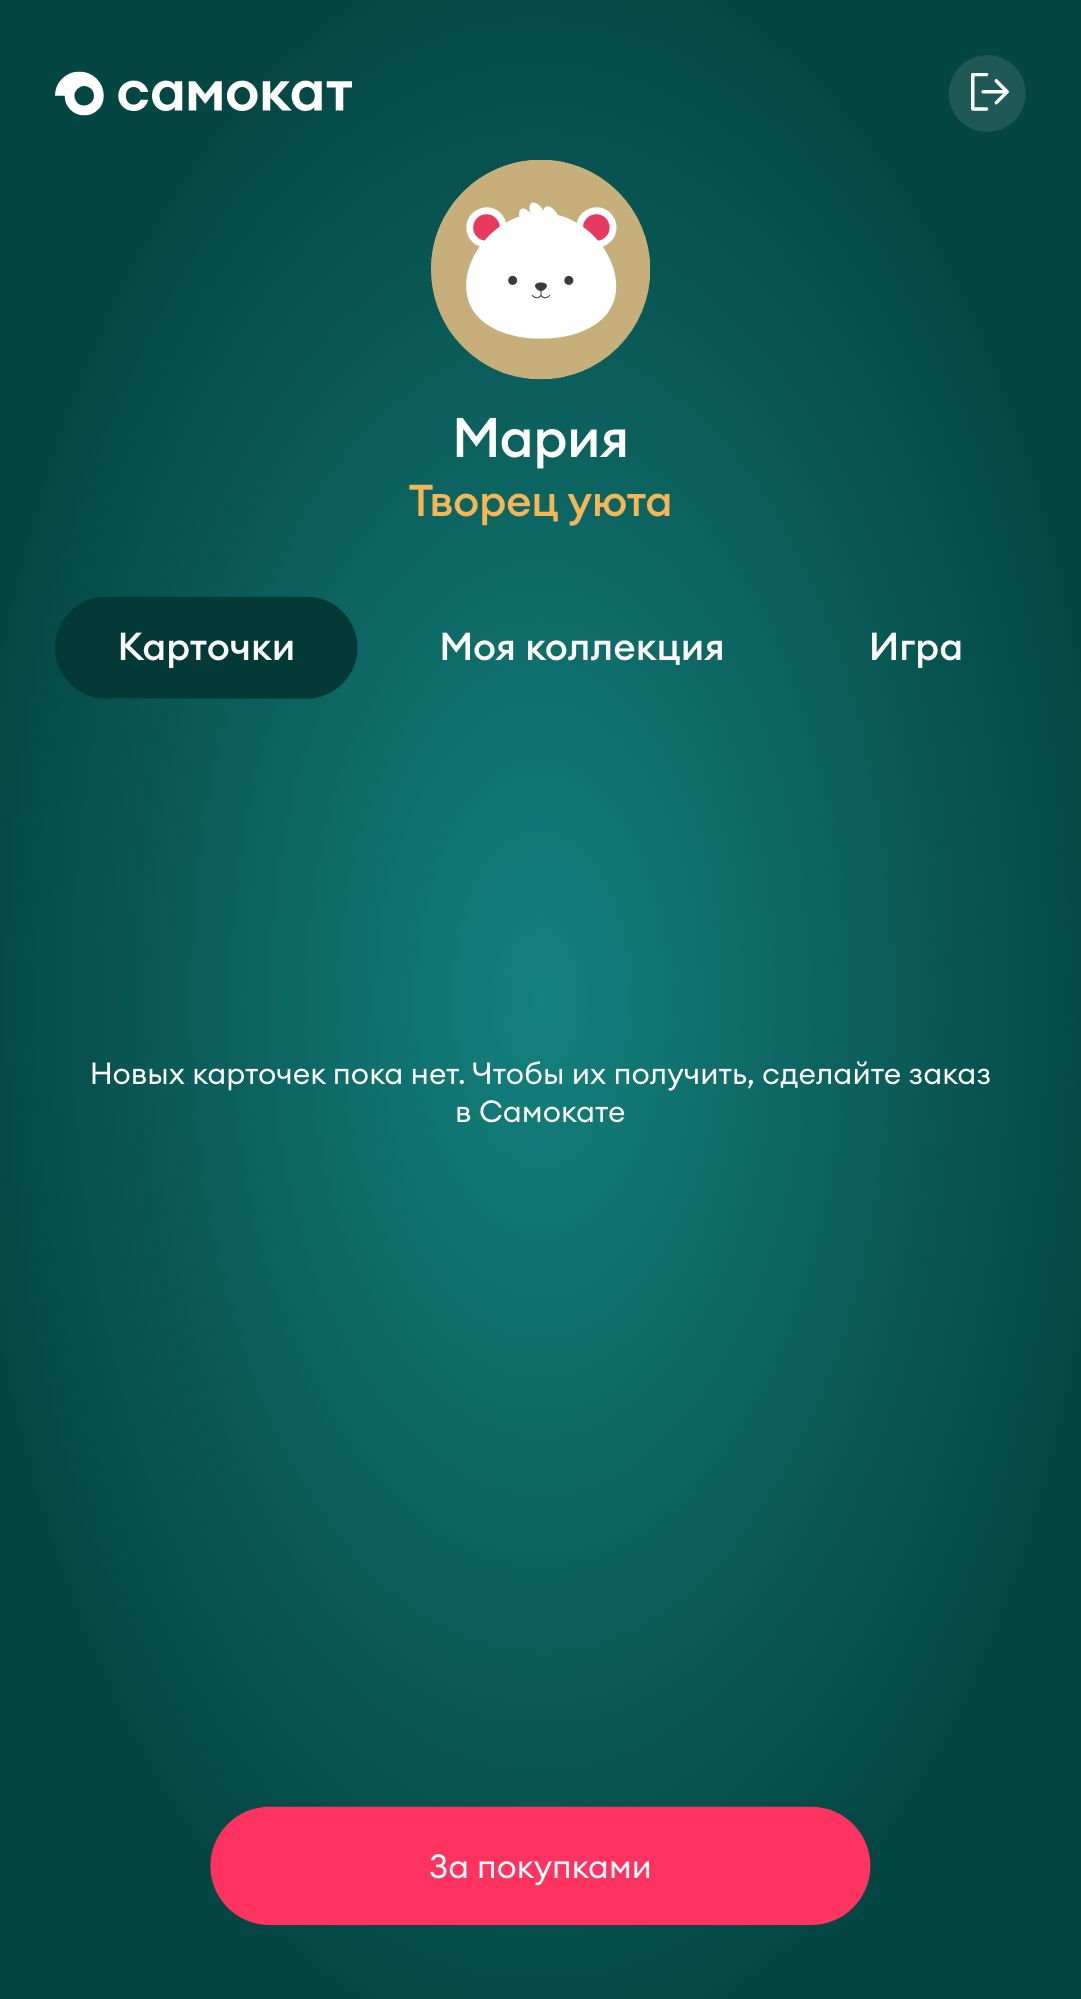 самокат
Мария
Творец уюта
Карточки
Моя коллекция
Игра
Новых карточек пока нет. Чтобы их получить, сделайте заказ
в Самокате
За покупками